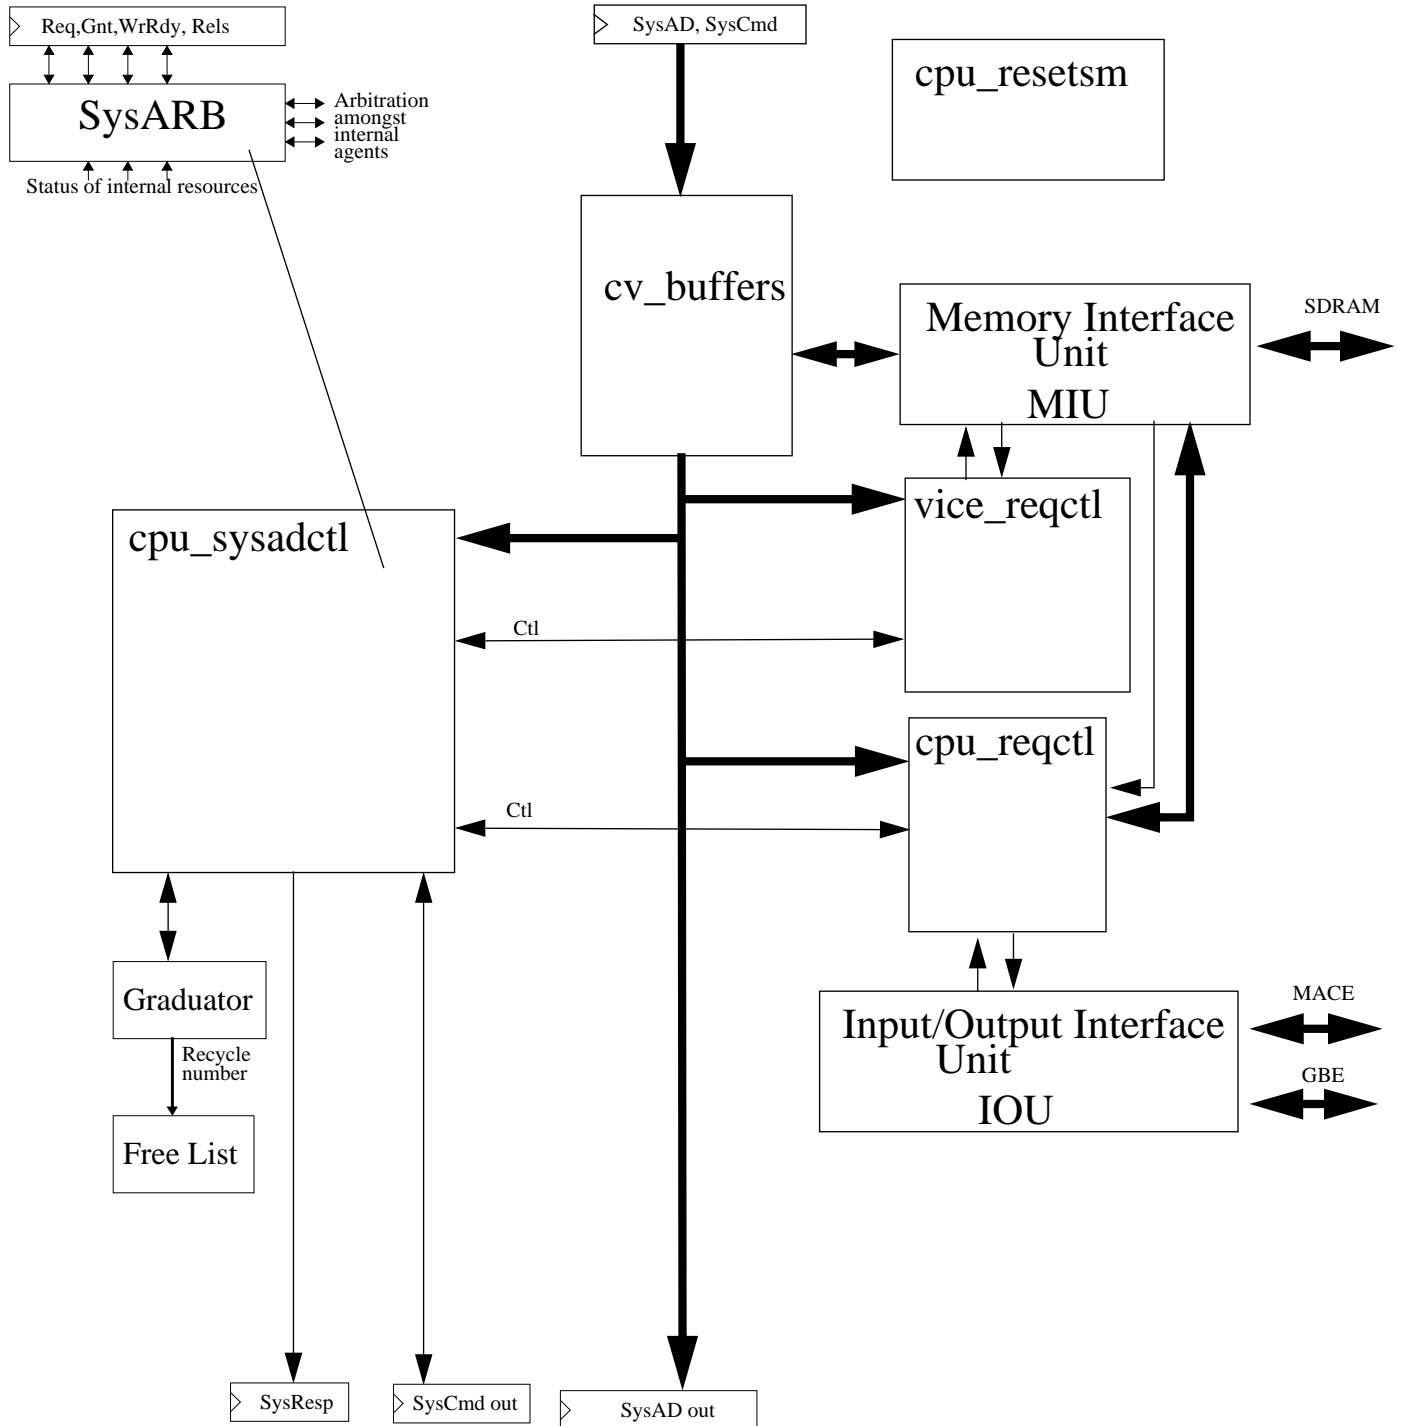 Req,Gnt,WrRdy, Rels
SysAD, SysCmd
cpu_resetsm
SysARB
Arbitration
amongst
internal
agents
Status of internal resources
cv_buffers
Memory Interface
Unit
MIU
SDRAM
vice_reqctl
cpu_sysadctl
Ctl
cpu_reqctl
Ctl
Graduator
Recycle
number
Free List
Input/Output Interface
Unit
IOU
MACE
GBE
SysResp
SysCmd out
SysAD out